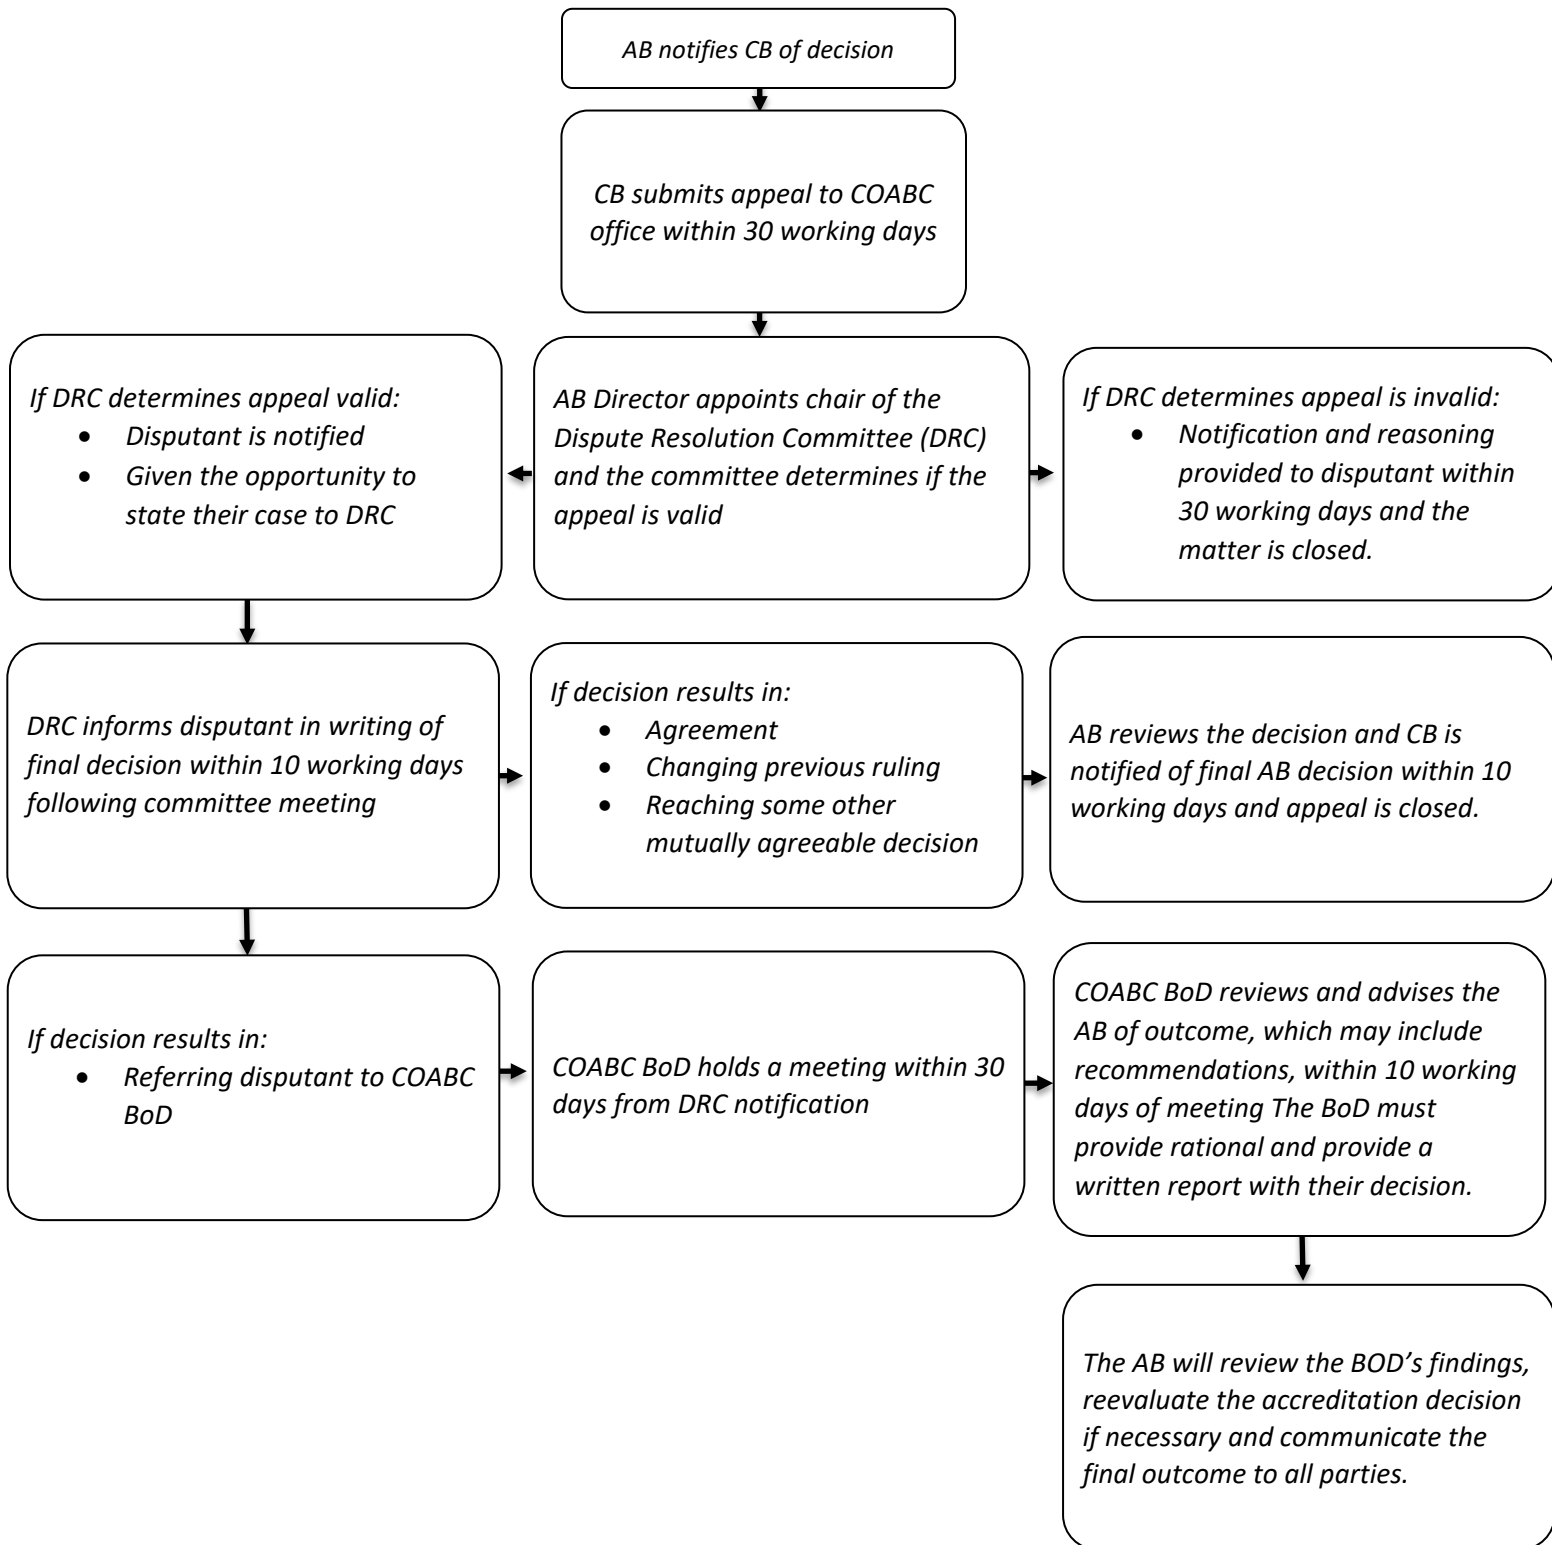 AB notifies CB of decision
CB submits appeal to COABC
office within 30 working days
If DRC determines appeal valid:
• Disputant is notified
• Given the opportunity to
state their case to DRC
AB Director appoints chair of the
Dispute Resolution Committee (DRC)
and the committee determines if the
appeal is valid
If DRC determines appeal is invalid:
• Notification and reasoning
provided to disputant within
30 working days and the
matter is closed.
DRC informs disputant in writing of
final decision within 10 working days
following committee meeting
If decision results in:
• Agreement
• Changing previous ruling
• Reaching some other
mutually agreeable decision
AB reviews the decision and CB is
notified of final AB decision within 10
working days and appeal is closed.
If decision results in:
• Referring disputant to COABC
BoD
COABC BoD holds a meeting within 30
days from DRC notification
COABC BoD reviews and advises the
AB of outcome, which may include
recommendations, within 10 working
days of meeting The BoD must
provide rational and provide a
written report with their decision.
The AB will review the BOD’s findings,
reevaluate the accreditation decision
if necessary and communicate the
final outcome to all parties.